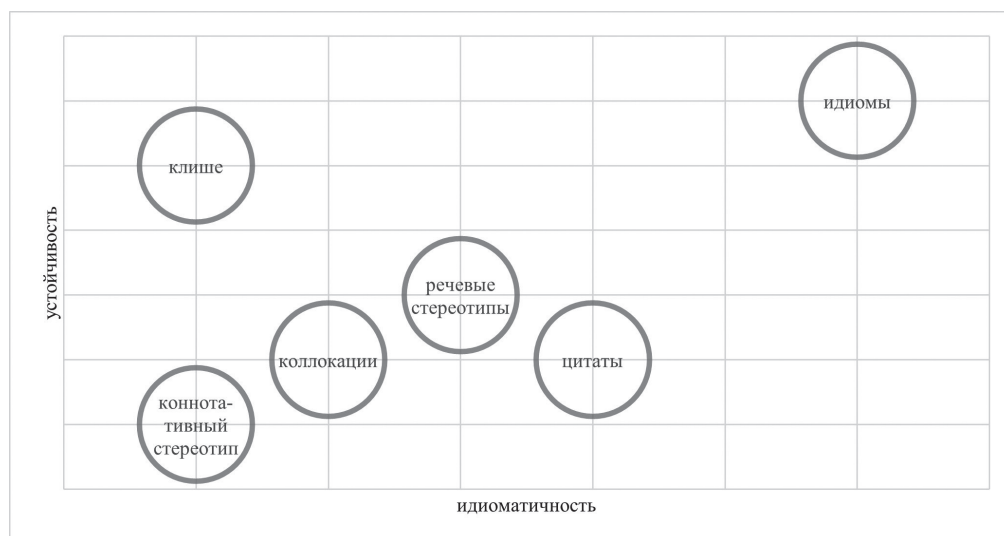 идиомы
клише
устойчивость
речевые
стереотипы
коллокации
цитаты
коннота-
тивный
стереотип
идиоматичность